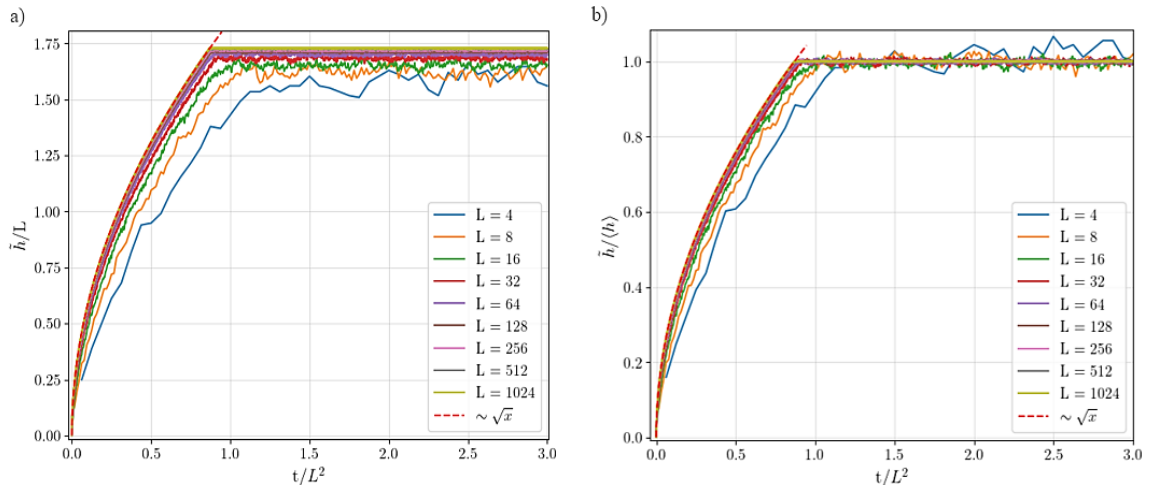 a)
h̃/L
1.75
1.50
1.25
1.00
0.75
0.50
0.25
0.00
L = 4
L = 8
L = 16
L = 32
L = 64
L = 128
L = 256
L = 512
L = 1024
~ √x
0.0 0.5 1.0 1.5 2.0 2.5 3.0
t/L²
b)
h̃/⟨h⟩
1.0
0.8
0.6
0.4
0.2
0.0
L = 4
L = 8
L = 16
L = 32
L = 64
L = 128
L = 256
L = 512
L = 1024
~ √x
0.0 0.5 1.0 1.5 2.0 2.5 3.0
t/L²